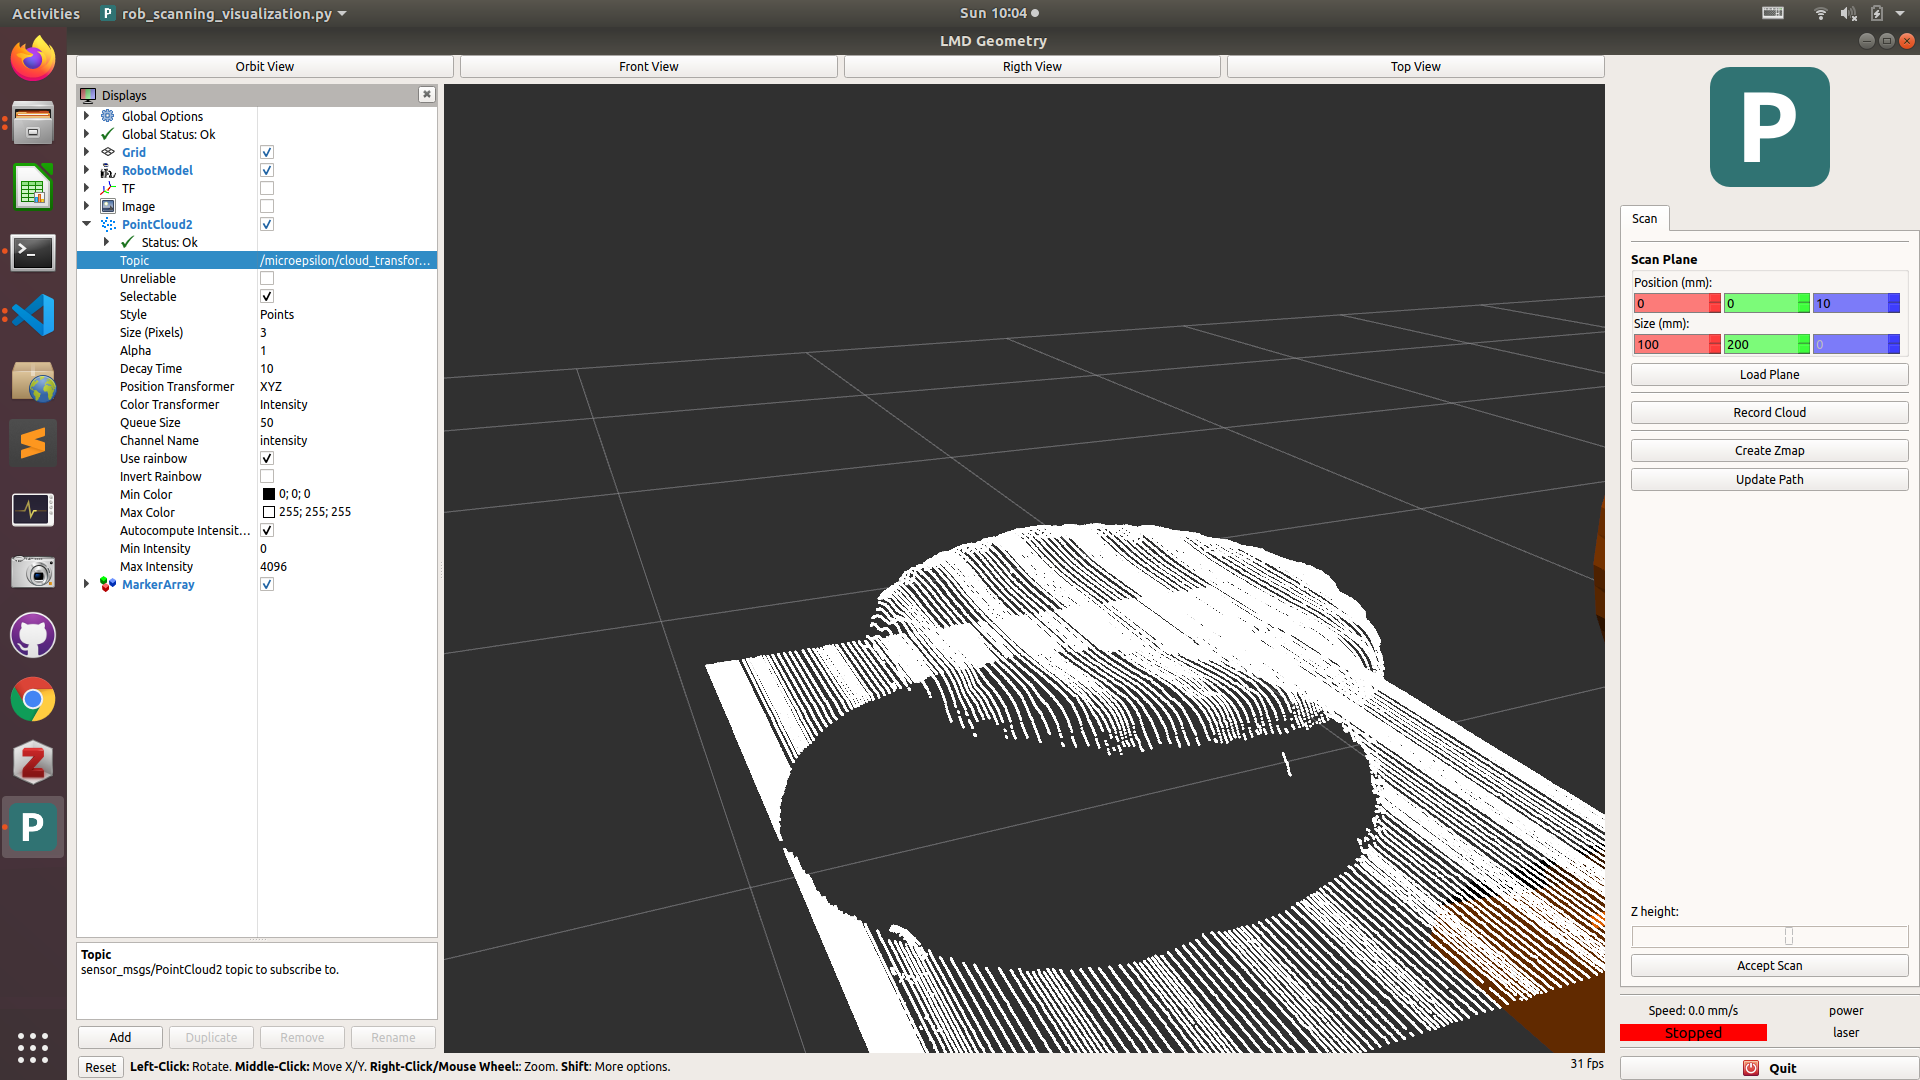 Activities
rob_scanning_visualization.py
Sun 10:04
LMD Geometry
Orbit View
Front View
Rigth View
Top View
Displays
Global Options
Global Status: Ok
Grid
RobotModel
TF
Image
PointCloud2
Status: Ok
Topic /microepsilon/cloud_transfor...
Unreliable
Selectable
Style Points
Size (Pixels) 3
Alpha 1
Decay Time 10
Position Transformer XYZ
Color Transformer Intensity
Queue Size 50
Channel Name intensity
Use rainbow
Invert Rainbow
Min Color 0; 0; 0
Max Color 255; 255; 255
Autocompute Intensit...
Min Intensity 0
Max Intensity 4096
MarkerArray
Topic
sensor_msgs/PointCloud2 topic to subscribe to.
Add
Duplicate
Remove
Rename
Reset
Left-Click: Rotate. Middle-Click: Move X/Y. Right-Click/Mouse Wheel:: Zoom. Shift: More options.
31 fps
P
Scan
Scan Plane
Position (mm):
0 0 10
Size (mm):
100 200 0
Load Plane
Record Cloud
Create Zmap
Update Path
Z height:
Accept Scan
Speed: 0.0 mm/s
power
Stopped
laser
Quit
Z
P